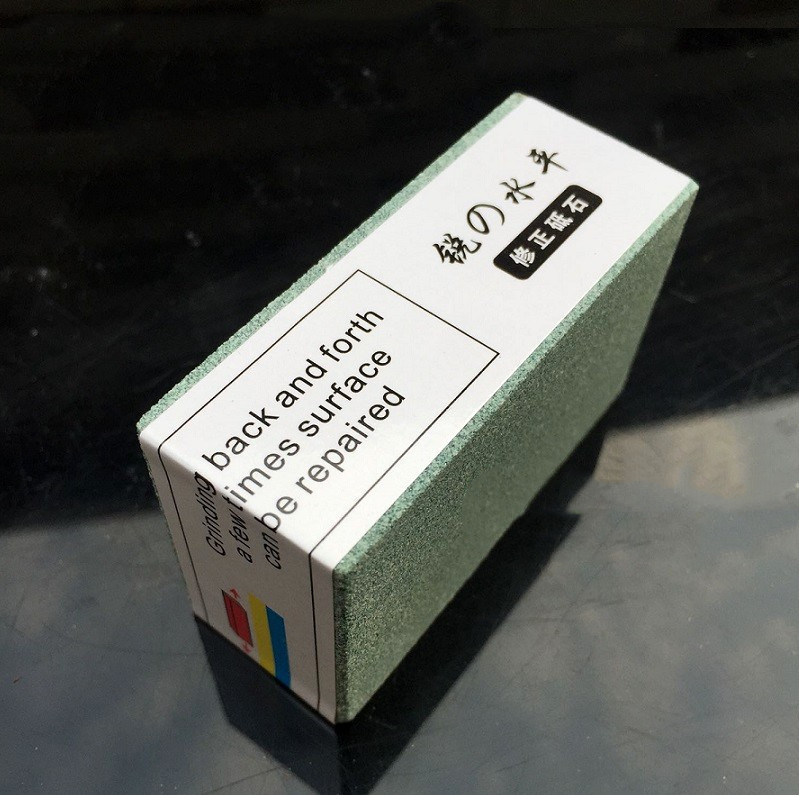 鋭の水平
修正砥石
Grinding back and forth
a few times surface
can be repaired